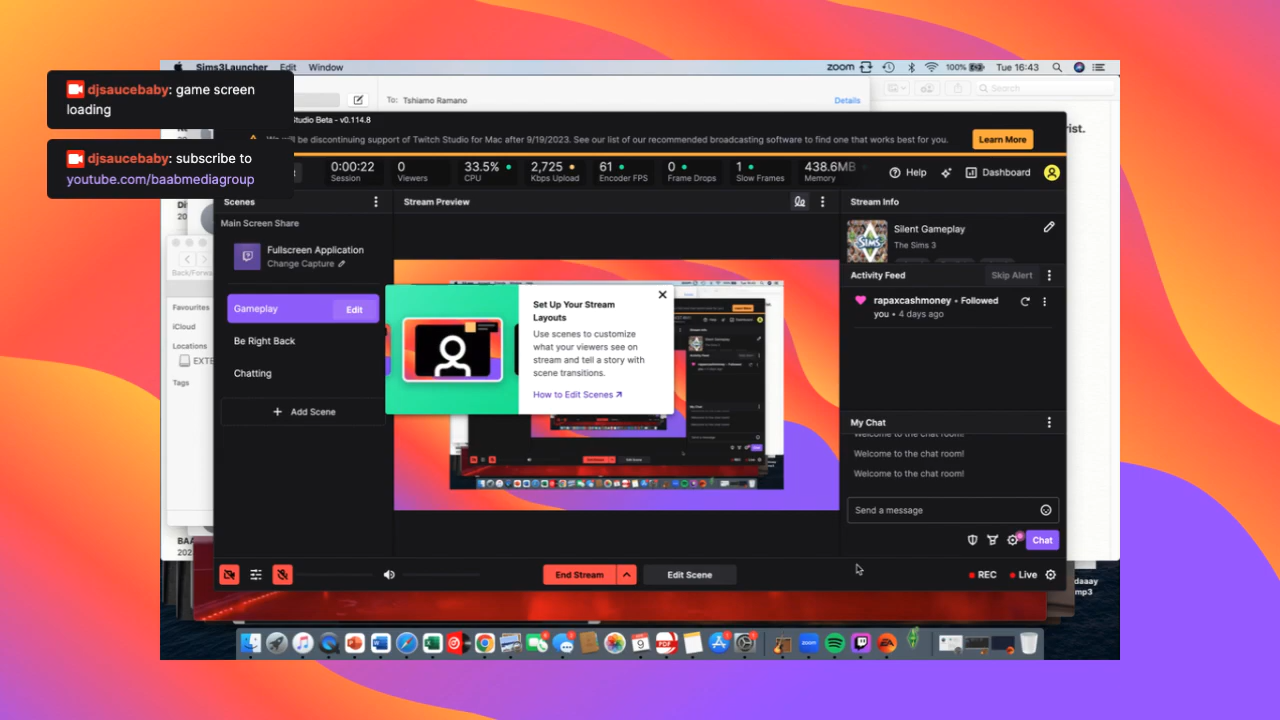 Sims3Launcher Edit Window
zoom 100% Tue 16:43
djsaucebaby: game screen
loading
djsaucebaby: subscribe to
youtube.com/baabmediagroup
To: Tshiamo Ramano
Details
Search
Studio Beta - v0.114.8
be discontinuing support of Twitch Studio for Mac after 9/19/2023. See our list of our recommended broadcasting software to find one that works best for you.
Learn More
0:00:22
Session
0
Viewers
33.5%
CPU
2,725
Kbps Upload
61
Encoder FPS
0
Frame Drops
1
Slow Frames
438.6MB
Memory
Help
Dashboard
Scenes
Stream Preview
Stream Info
Main Screen Share
Fullscreen Application
Change Capture
Silent Gameplay
The Sims 3
Activity Feed
Skip Alert
rapaxcashmoney • Followed
you • 4 days ago
Gameplay
Edit
Be Right Back
Chatting
+ Add Scene
Set Up Your Stream
Layouts
Use scenes to customize
what your viewers see on
stream and tell a story with
scene transitions.
How to Edit Scenes
My Chat
Welcome to the chat room!
Welcome to the chat room!
Welcome to the chat room!
Send a message
Chat
End Stream
Edit Scene
REC
Live
Back/Forwa
Favourites
iCloud
Locations
EXTE
Tags
rist.
BAA
202
daaay
mp3